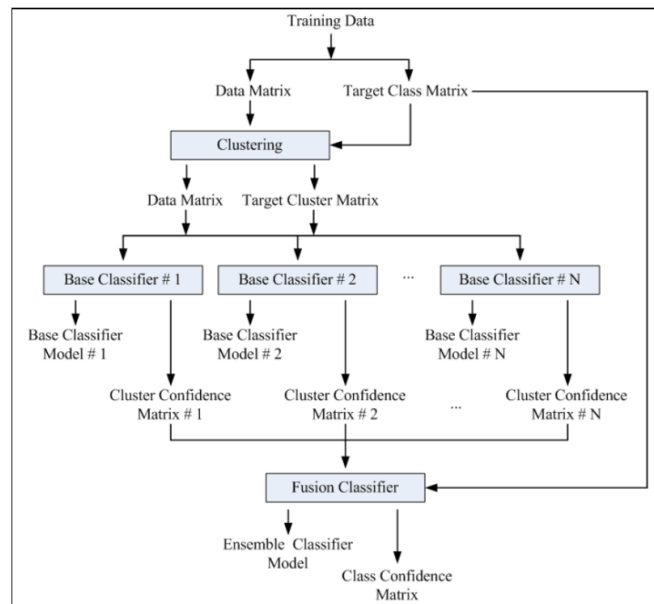 Training Data
Data Matrix
Target Class Matrix
Clustering
Data Matrix
Target Cluster Matrix
Base Classifier # 1
Base Classifier # 2
...
Base Classifier # N
Base Classifier
Model # 1
Base Classifier
Model # 2
Base Classifier
Model # N
Cluster Confidence
Matrix # 1
Cluster Confidence
Matrix # 2
...
Cluster Confidence
Matrix # N
Fusion Classifier
Ensemble Classifier
Model
Class Confidence
Matrix